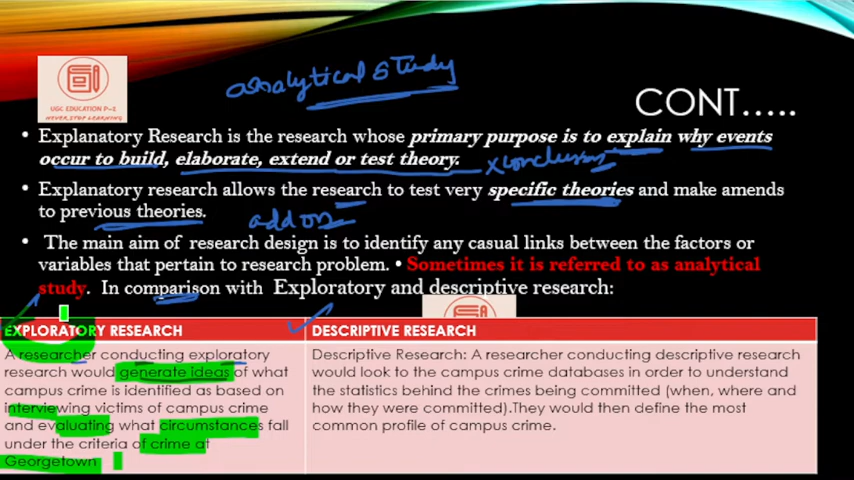 analytical study
UGC EDUCATION P-1
NEVER STOP LEARNING
CONT…..
• Explanatory Research is the research whose primary purpose is to explain why events
occur to build, elaborate, extend or test theory.
x conclusion
• Explanatory research allows the research to test very specific theories and make amends
to previous theories.
add on
• The main aim of research design is to identify any casual links between the factors or
variables that pertain to research problem. • Sometimes it is referred to as analytical
study. In comparison with Exploratory and descriptive research:
EXPLORATORY RESEARCH
A researcher conducting exploratory
research would generate ideas of what
campus crime is identified as based on
interviewing victims of campus crime
and evaluating what circumstances fall
under the criteria of crime at
Georgetown
DESCRIPTIVE RESEARCH
Descriptive Research: A researcher conducting descriptive research
would look to the campus crime databases in order to understand
the statistics behind the crimes being committed (when, where and
how they were committed).They would then define the most
common profile of campus crime.